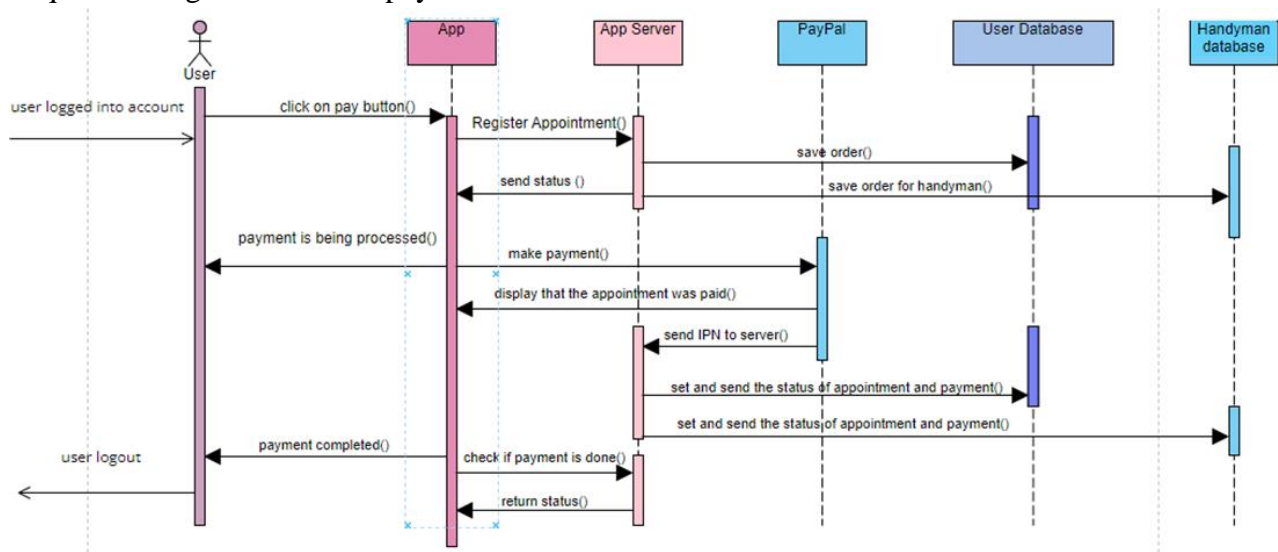 App
App Server
PayPal
User Database
Handyman
database
User
user logged into account
click on pay button()
Register Appointment()
save order()
send status ()
save order for handyman()
payment is being processed()
make payment()
display that the appointment was paid()
send IPN to server()
set and send the status of appointment and payment()
set and send the status of appointment and payment()
payment completed()
user logout
check if payment is done()
return status()